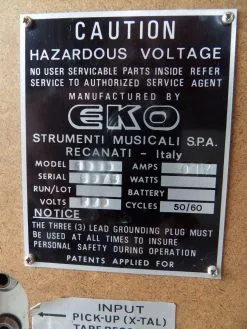 CAUTION
HAZARDOUS VOLTAGE
NO USER SERVICABLE PARTS INSIDE REFER
SERVICE TO AUTHORIZED SERVICE AGENT
MANUFACTURED BY
EKO
STRUMENTI MUSICALI S.P.A.
RECANATI - Italy
MODEL AMPS
SERIAL WATTS
RUN/LOT BATTERY
VOLTS CYCLES 50/60
NOTICE
THE THREE (3) LEAD GROUNDING PLUG MUST
BE USED AT ALL TIMES TO INSURE
PERSONAL SAFETY DURING OPERATION
PATENTS APPLIED FOR
INPUT
PICK-UP (X-TAL)